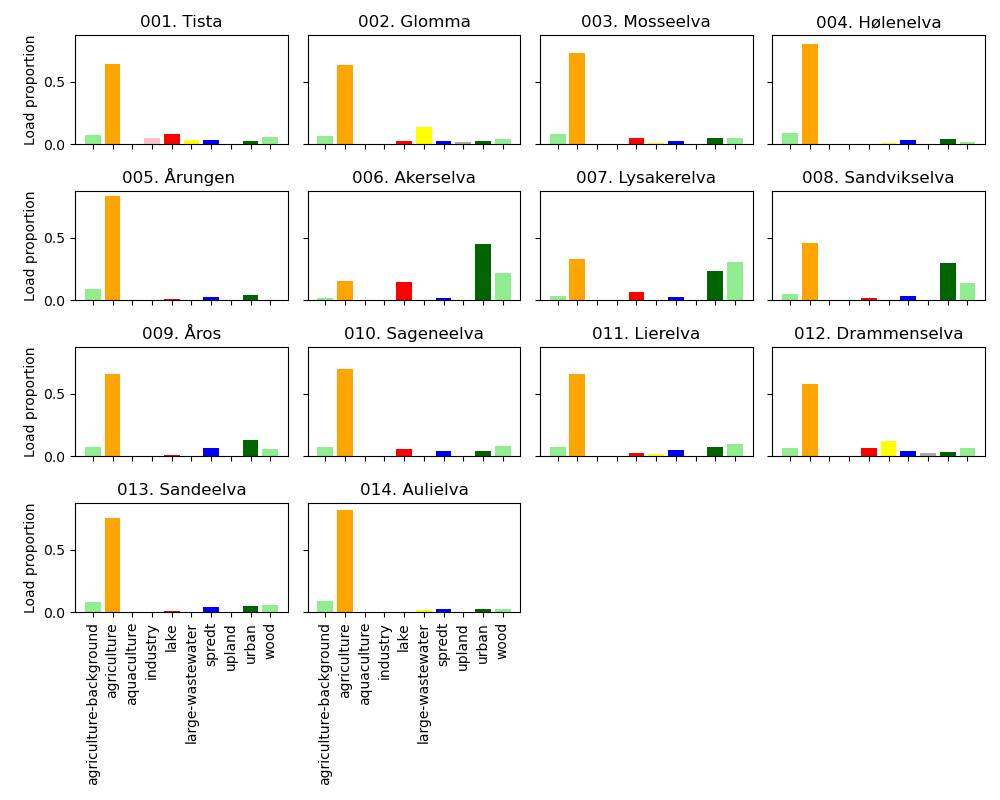 001. Tista
002. Glomma
003. Mosseelva
004. Hølenelva
Load proportion
0.5
0.0
005. Årungen
006. Akerselva
007. Lysakerelva
008. Sandvikselva
Load proportion
0.5
0.0
009. Åros
010. Sageneelva
011. Lierelva
012. Drammenselva
Load proportion
0.5
0.0
013. Sandeelva
014. Aulielva
Load proportion
0.5
0.0
agriculture-background
agriculture
aquaculture
industry
lake
large-wastewater
spredt
upland
urban
wood
agriculture-background
agriculture
aquaculture
industry
lake
large-wastewater
spredt
upland
urban
wood